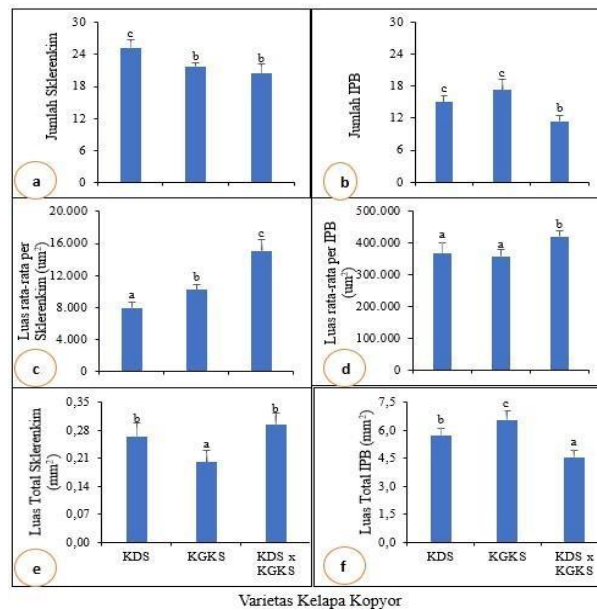 Jumlah Sklerenkim
30
24
18
12
6
0
c
b
b
a
Jumlah IPB
30
24
18
12
6
0
c
c
b
b
Luas rata-rata per
Sklerenkim (um²)
20.000
16.000
12.000
8.000
4.000
0
a
b
c
c
Luas rata-rata per IPB
(um²)
500.000
400.000
300.000
200.000
100.000
0
a
a
b
d
Luas Total Sklerenkim
(mm²)
0,35
0,28
0,21
0,14
0,07
0,00
b
a
b
KDS
KGKS
KDS x
KGKS
e
Luas Total IPB (mm²)
7,5
6,0
4,5
3,0
1,5
0,0
b
c
a
KDS
KGKS
KDS x
KGKS
f
Varietas Kelapa Kopyor